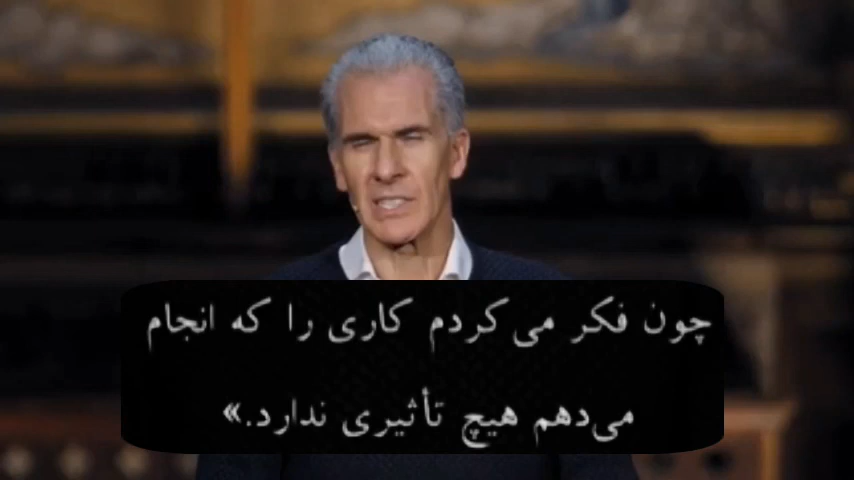 چون فکر می‌کردم کاری را که انجام
می‌دهم هیچ تأثیری ندارد.»